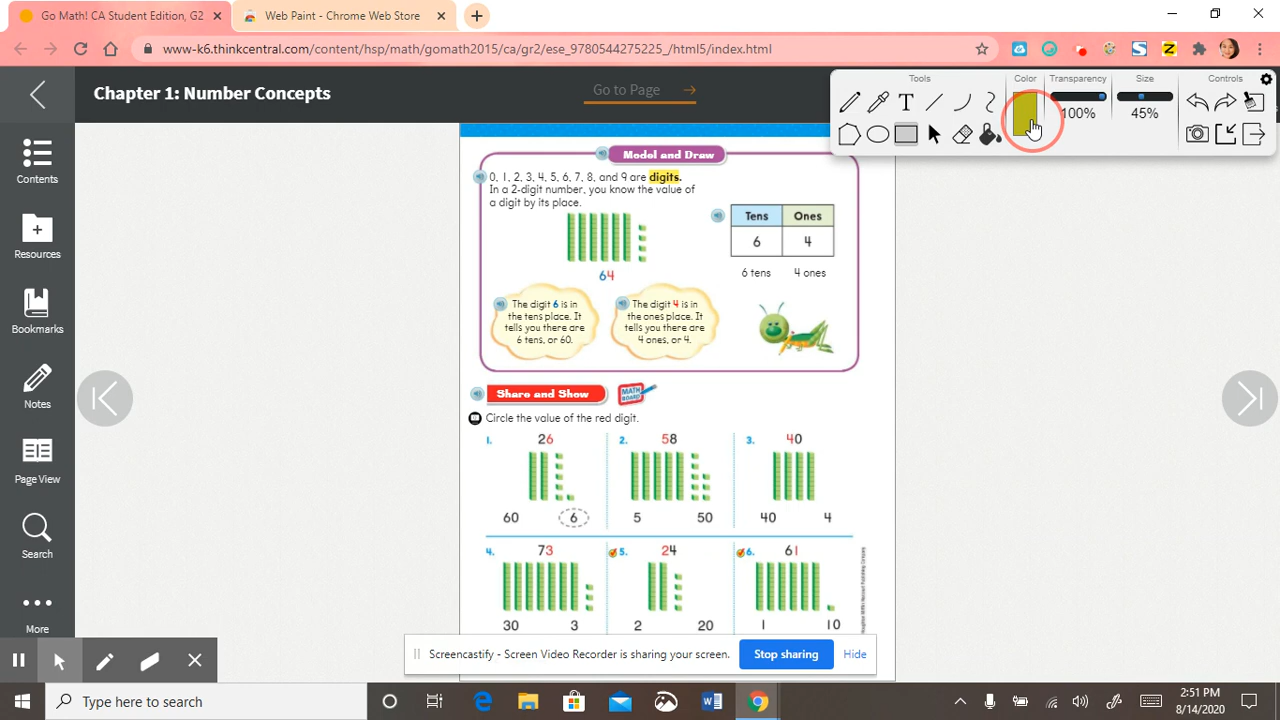 Go Math! CA Student Edition, G2
Web Paint - Chrome Web Store
www-k6.thinkcentral.com/content/hsp/math/gomath2015/ca/gr2/ese_9780544275225_/html5/index.html
Chapter 1: Number Concepts
Go to Page
Tools
Color
Transparency
Size
Controls
100%
45%
T
Contents
Resources
Bookmarks
Notes
Page View
Search
More
Model and Draw
0, 1, 2, 3, 4, 5, 6, 7, 8, and 9 are digits.
In a 2-digit number, you know the value of
a digit by its place.
64
Tens Ones
6 4
6 tens 4 ones
The digit 6 is in
the tens place. It
tells you there are
6 tens, or 60.
The digit 4 is in
the ones place. It
tells you there are
4 ones, or 4.
Share and Show
MATH
BOARD
Circle the value of the red digit.
1. 26
60 6
2. 58
5 50
3. 40
40 4
4. 73
30 3
5. 24
2 20
6. 61
1 10
Screencastify - Screen Video Recorder is sharing your screen.
Stop sharing
Hide
Type here to search
2:51 PM
8/14/2020